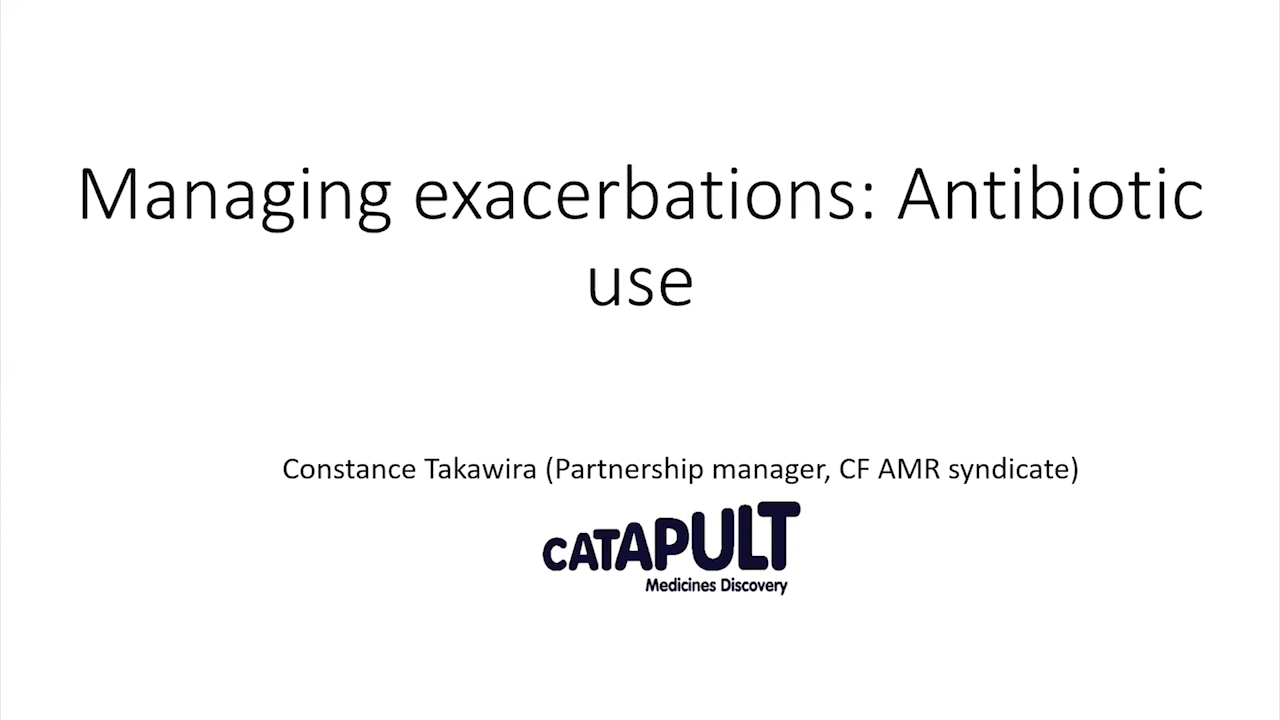 Managing exacerbations: Antibiotic
use
Constance Takawira (Partnership manager, CF AMR syndicate)
CATAPULT
Medicines Discovery